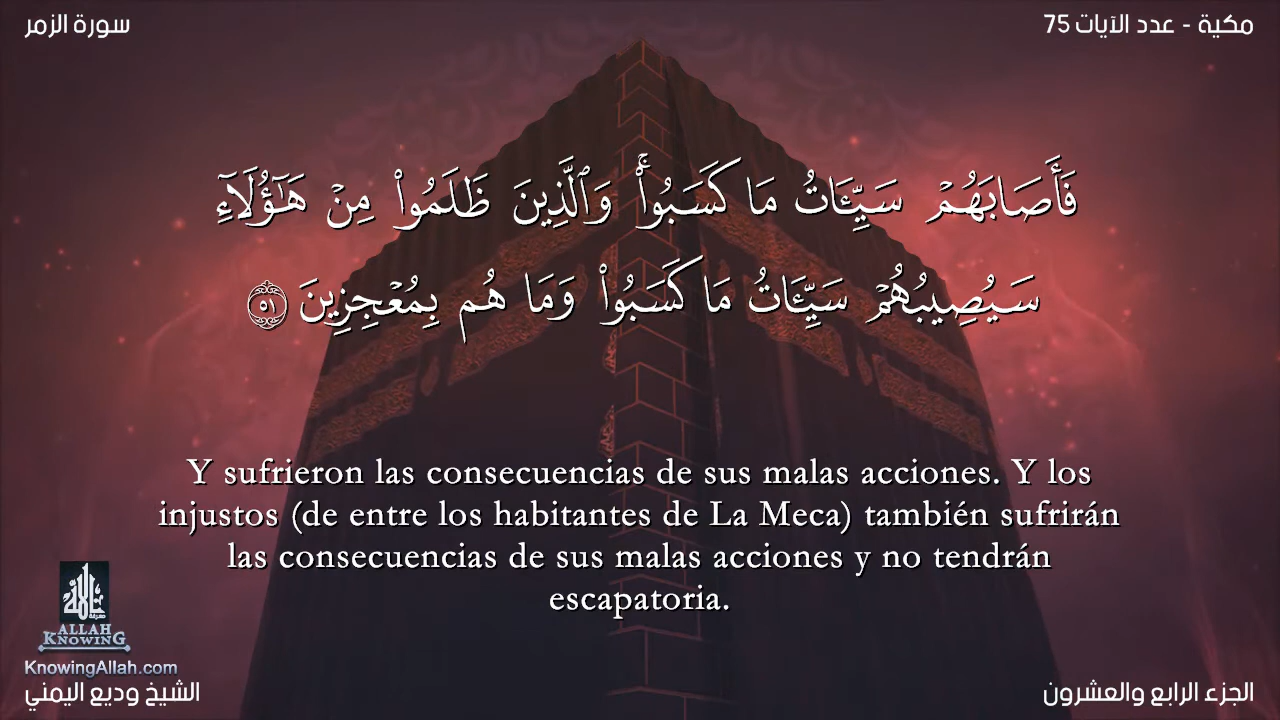 سورة الزمر
مكية - عدد الآيات 75
فَأَصَابَهُمْ سَيِّـَٔاتُ مَا كَسَبُوا۟ ۚ وَٱلَّذِينَ ظَلَمُوا۟ مِنْ هَـٰٓؤُلَآءِ
سَيُصِيبُهُمْ سَيِّـَٔاتُ مَا كَسَبُوا۟ وَمَا هُم بِمُعْجِزِينَ ٥١
Y sufrieron las consecuencias de sus malas acciones. Y los
injustos (de entre los habitantes de La Meca) también sufrirán
las consecuencias de sus malas acciones y no tendrán
escapatoria.
ALLAH
KNOWING
KnowingAllah.com
الشيخ وديع اليمني
الجزء الرابع والعشرون